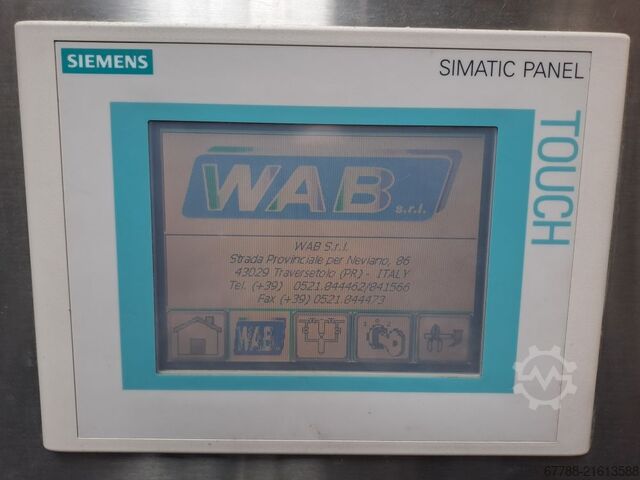 SIEMENS
SIMATIC PANEL
TOUCH
WAB s.r.l.
WAB S.r.l.
Strada Provinciale per Neviano, 86
43029 Traversetolo (PR) - ITALY
Tel. (+39) 0521.844462/841566
Fax (+39) 0521.844473
WAB
67788-21613588